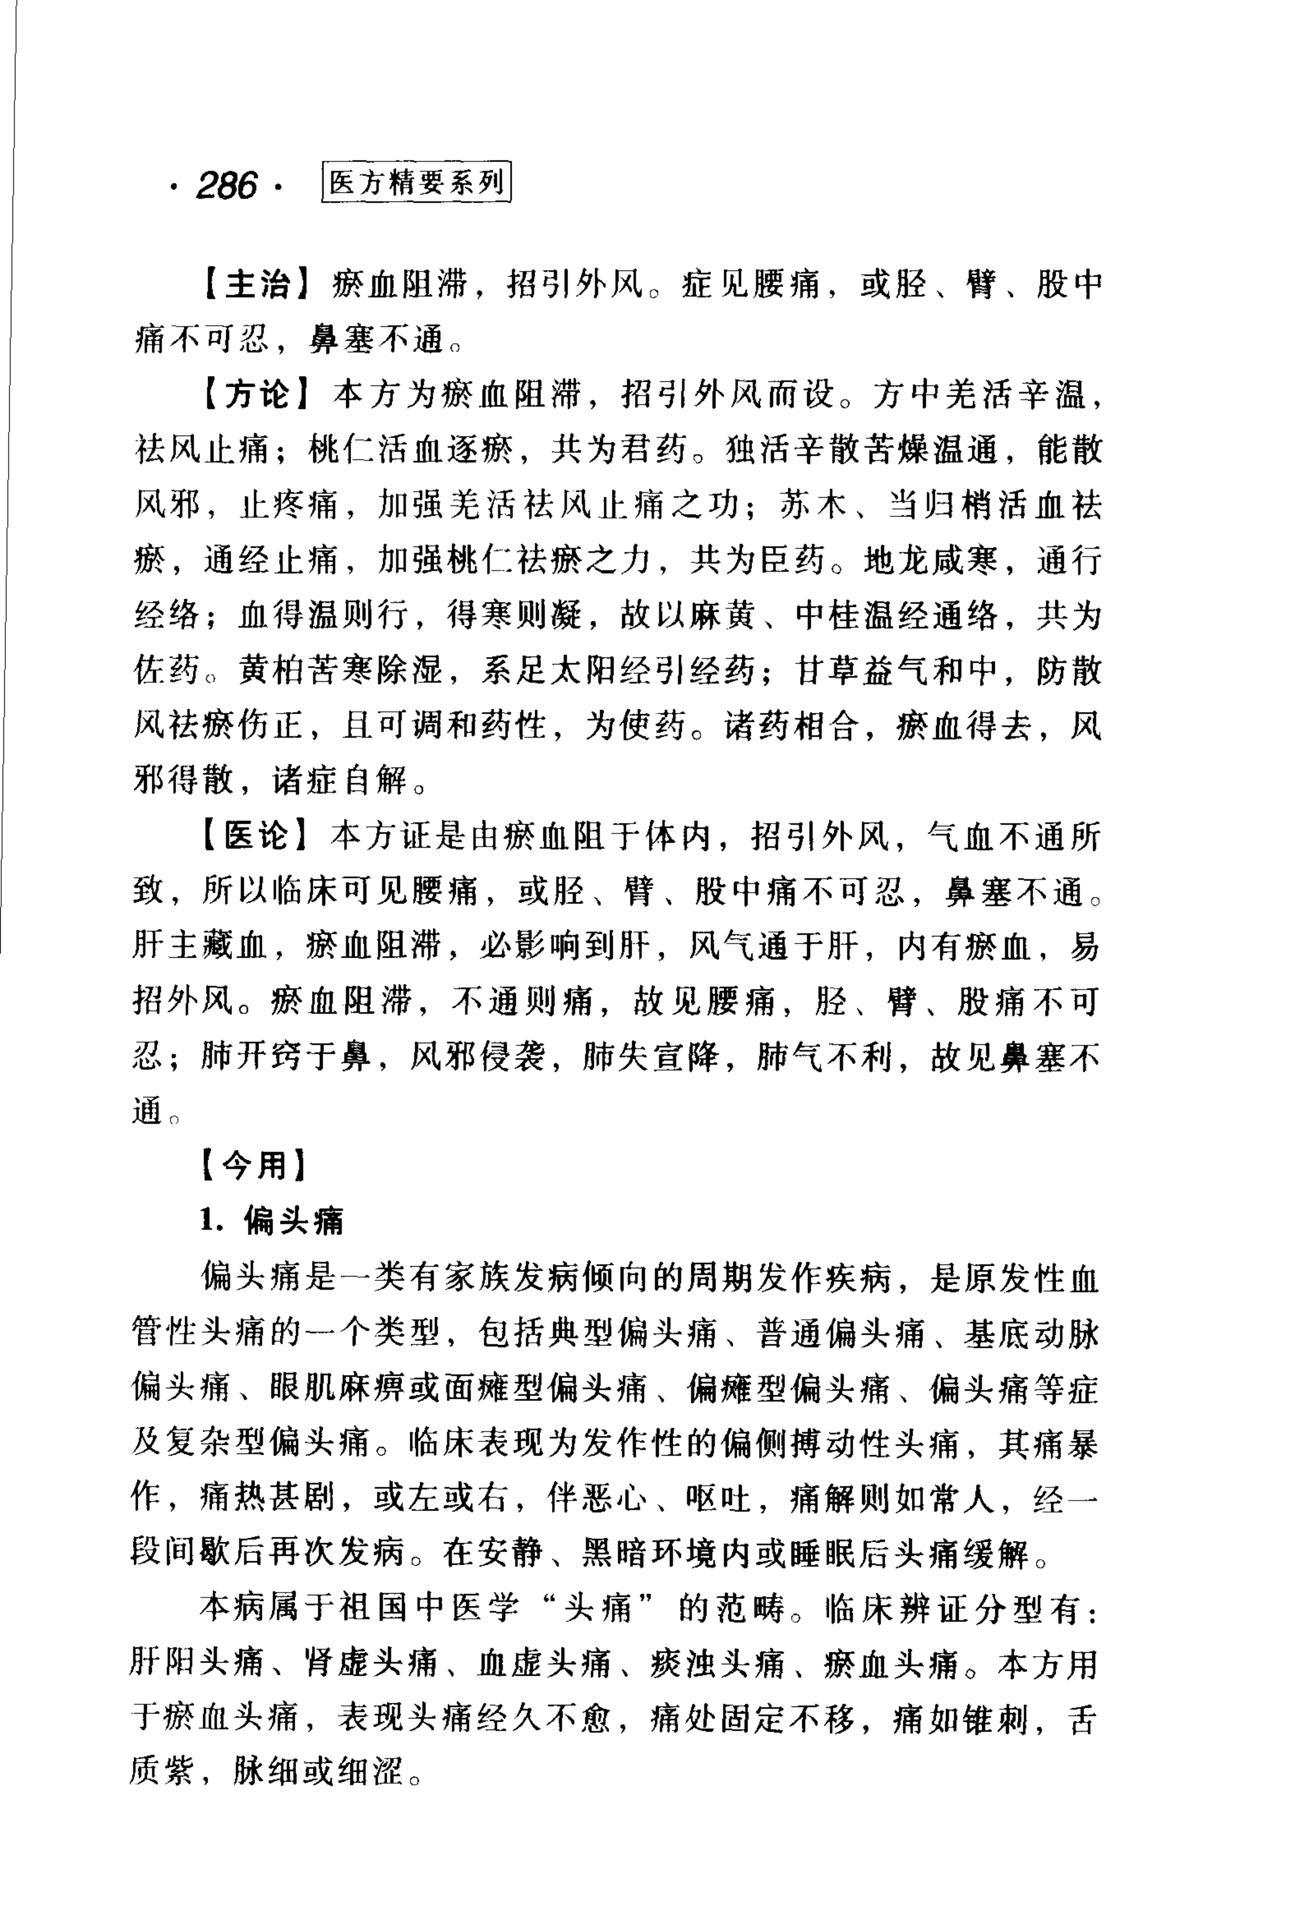 ·286· 医方精要系列
【主治】瘀血阻滞，招引外风。症见腰痛，或胫、臂、股中
痛不可忍，鼻塞不通。
【方论】本方为瘀血阻滞，招引外风而设。方中羌活辛温，
祛风止痛；桃仁活血逐瘀，共为君药。独活辛散苦燥温通，能散
风邪，止疼痛，加强羌活祛风止痛之功；苏木、当归梢活血祛
瘀，通经止痛，加强桃仁祛瘀之力，共为臣药。地龙咸寒，通行
经络；血得温则行，得寒则凝，故以麻黄、中桂温经通络，共为
佐药。黄柏苦寒除湿，系足太阳经引经药；甘草益气和中，防散
风祛瘀伤正，且可调和药性，为使药。诸药相合，瘀血得去，风
邪得散，诸症自解。
【医论】本方证是由瘀血阻于体内，招引外风，气血不通所
致，所以临床可见腰痛，或胫、臂、股中痛不可忍，鼻塞不通。
肝主藏血，瘀血阻滞，必影响到肝，风气通于肝，内有瘀血，易
招外风。瘀血阻滞，不通则痛，故见腰痛，胫、臂、股痛不可
忍；肺开窍于鼻，风邪侵袭，肺失宣降，肺气不利，故见鼻塞不
通。
【今用】
1. 偏头痛
偏头痛是一类有家族发病倾向的周期发作疾病，是原发性血
管性头痛的一个类型，包括典型偏头痛、普通偏头痛、基底动脉
偏头痛、眼肌麻痹或面瘫型偏头痛、偏瘫型偏头痛、偏头痛等症
及复杂型偏头痛。临床表现为发作性的偏侧搏动性头痛，其痛暴
作，痛热甚剧，或左或右，伴恶心、呕吐，痛解则如常人，经一
段间歇后再次发病。在安静、黑暗环境内或睡眠后头痛缓解。
本病属于祖国中医学“头痛”的范畴。临床辨证分型有：
肝阳头痛、肾虚头痛、血虚头痛、痰浊头痛、瘀血头痛。本方用
于瘀血头痛，表现头痛经久不愈，痛处固定不移，痛如锥刺，舌
质紫，脉细或细涩。